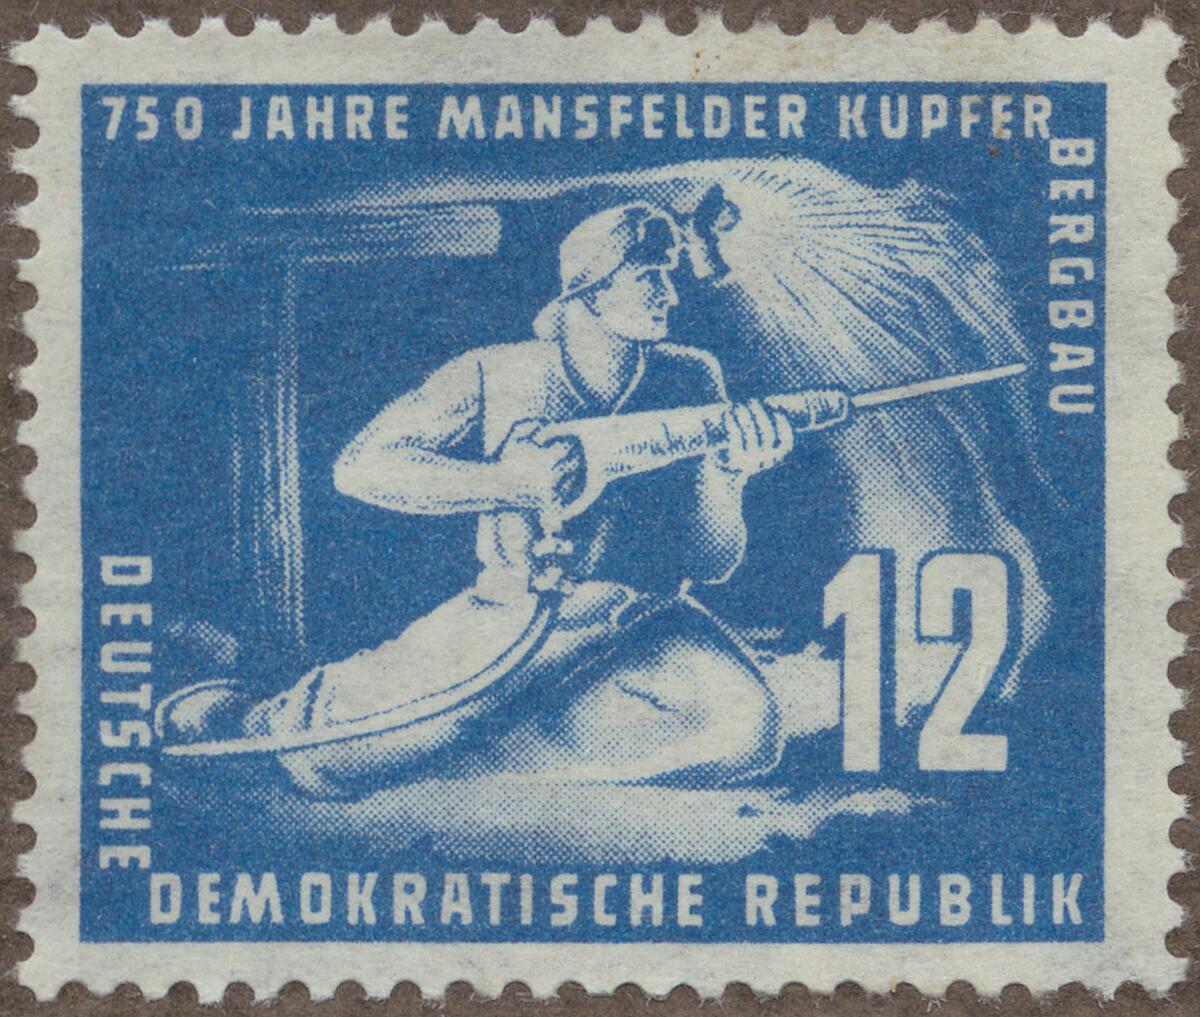 750 JAHRE MANSFELDER KUPFER
BERGBAU
12
DEUTSCHE
DEMOKRATISCHE REPUBLIK